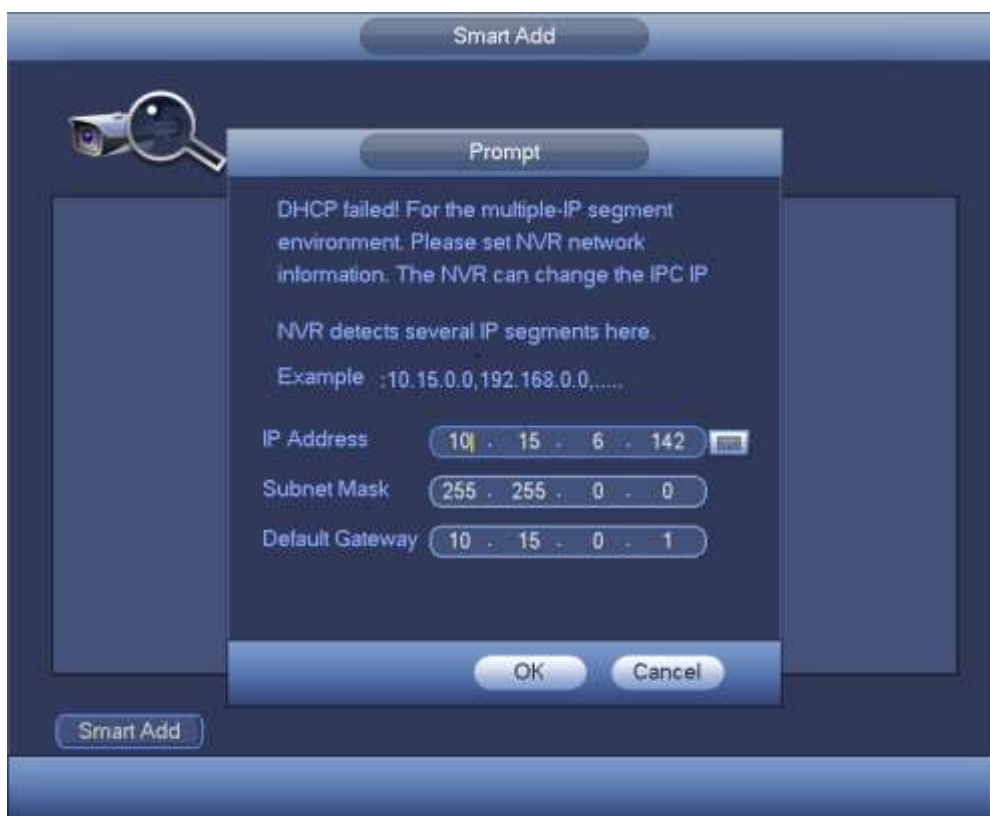 Smart Add
Prompt
DHCP failed! For the multiple-IP segment
environment. Please set NVR network
information. The NVR can change the IPC IP
NVR detects several IP segments here.
Example :10.15.0.0,192.168.0.0,.....
IP Address 10 . 15 . 6 . 142
Subnet Mask 255 . 255 . 0 . 0
Default Gateway 10 . 15 . 0 . 1
OK Cancel
Smart Add